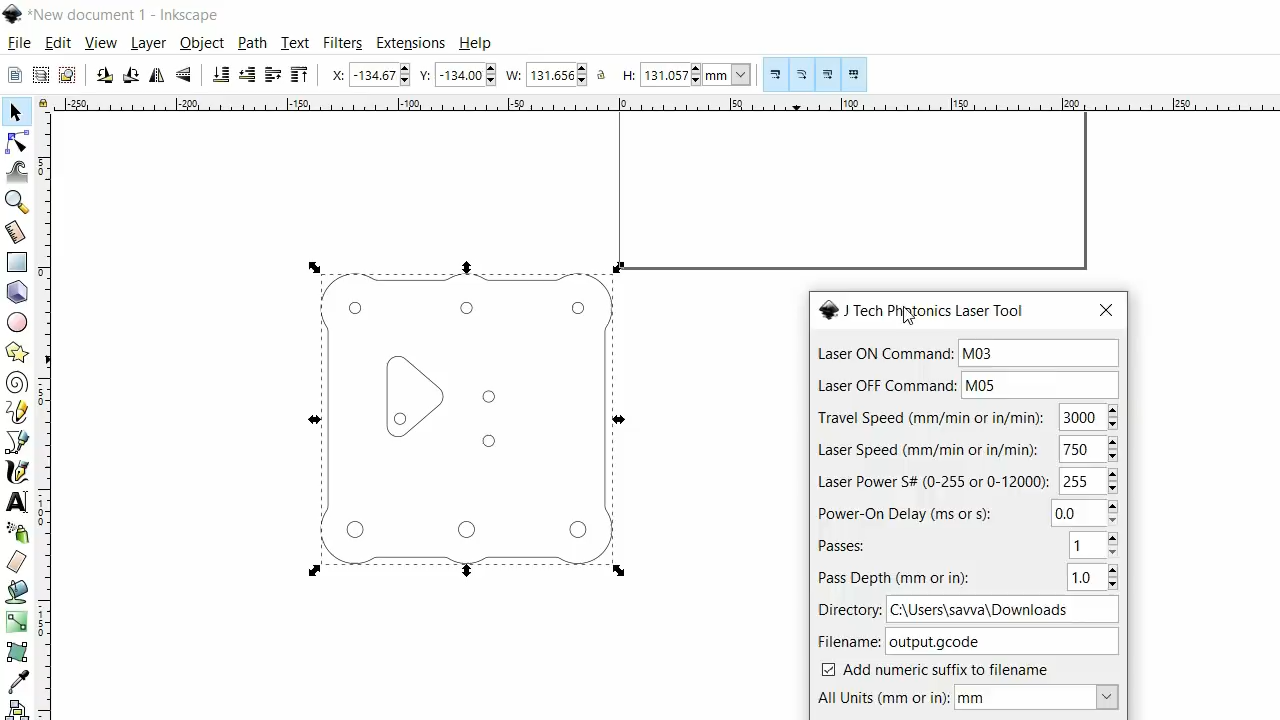 *New document 1 - Inkscape
File Edit View Layer Object Path Text Filters Extensions Help
X: -134.67 Y: -134.00 W: 131.656 H: 131.057 mm
-250 -200 -150 -100 -50 0 50 100 150 200 250
50
0
50
100
150
J Tech Photonics Laser Tool
Laser ON Command: M03
Laser OFF Command: M05
Travel Speed (mm/min or in/min): 3000
Laser Speed (mm/min or in/min): 750
Laser Power S# (0-255 or 0-12000): 255
Power-On Delay (ms or s): 0.0
Passes: 1
Pass Depth (mm or in): 1.0
Directory: C:\Users\savva\Downloads
Filename: output.gcode
Add numeric suffix to filename
All Units (mm or in): mm